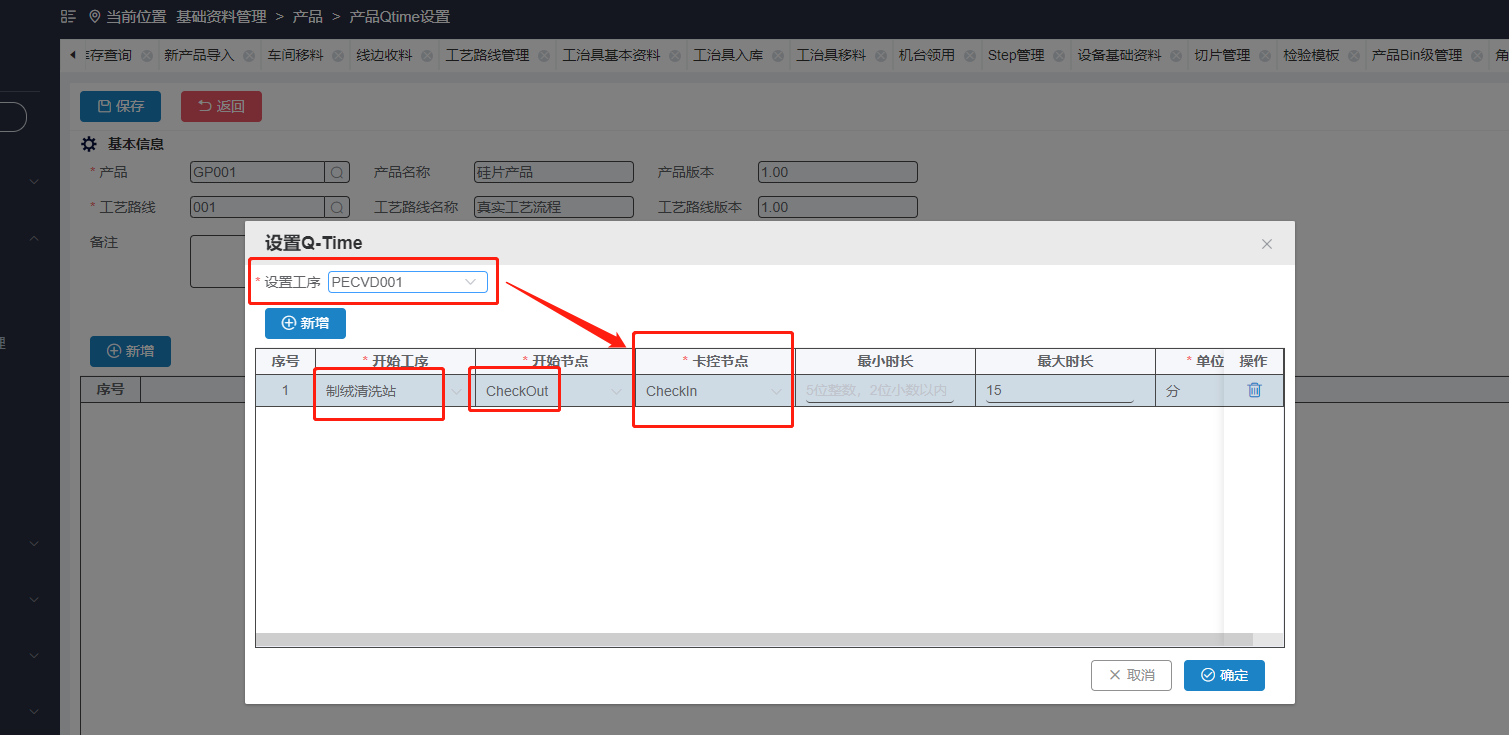 当前位置 基础资料管理 > 产品 > 产品Qtime设置
存查询 新产品导入 车间移料 线边收料 工艺路线管理 工治具基本资料 工治具入库 工治具移料 机台领用 Step管理 设备基础资料 切片管理 检验模板 产品Bin级管理 角
保存 返回
基本信息
* 产品 GP001 产品名称 硅片产品 产品版本 1.00
* 工艺路线 001 工艺路线名称 真实工艺流程 工艺路线版本 1.00
备注
设置Q-Time
* 设置工序 PECVD001
新增
理
新增
序号 * 开始工序 * 开始节点 * 卡控节点 最小时长 最大时长 * 单位 操作
序号
1 制绒清洗站 CheckOut CheckIn 5位整数，2位小数以内 15 分
取消 确定